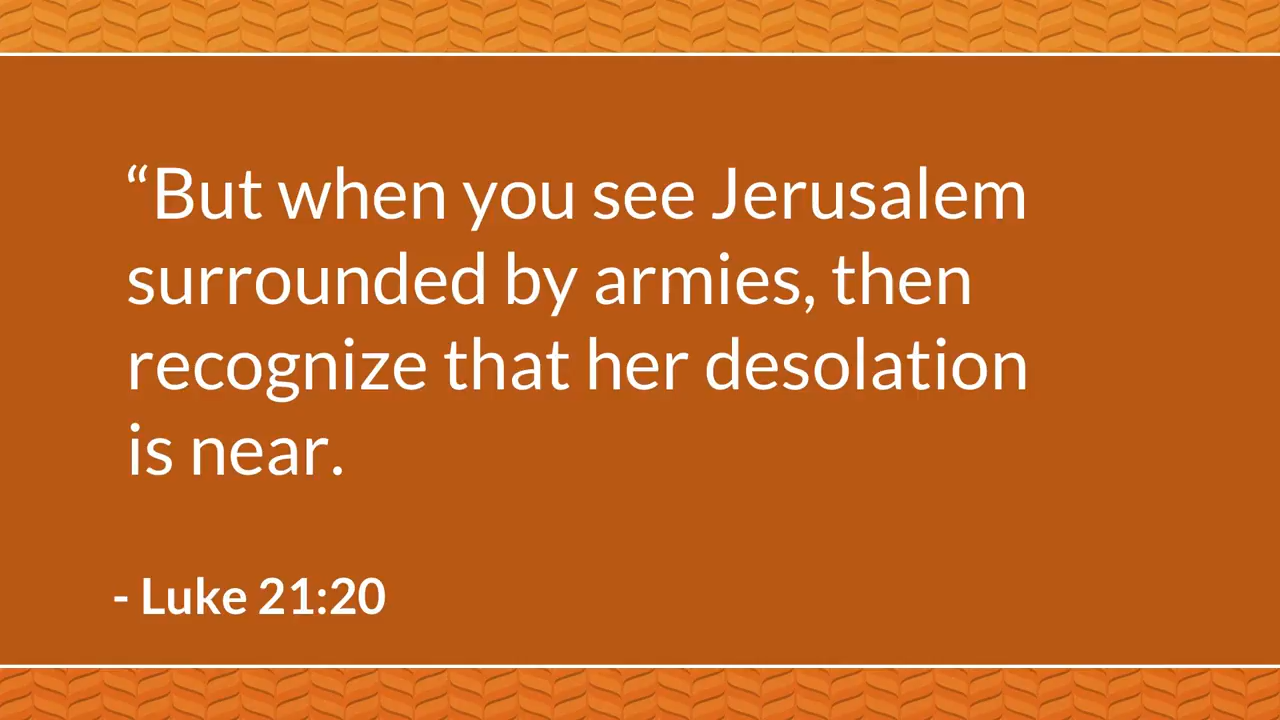 “But when you see Jerusalem
surrounded by armies, then
recognize that her desolation
is near.
- Luke 21:20